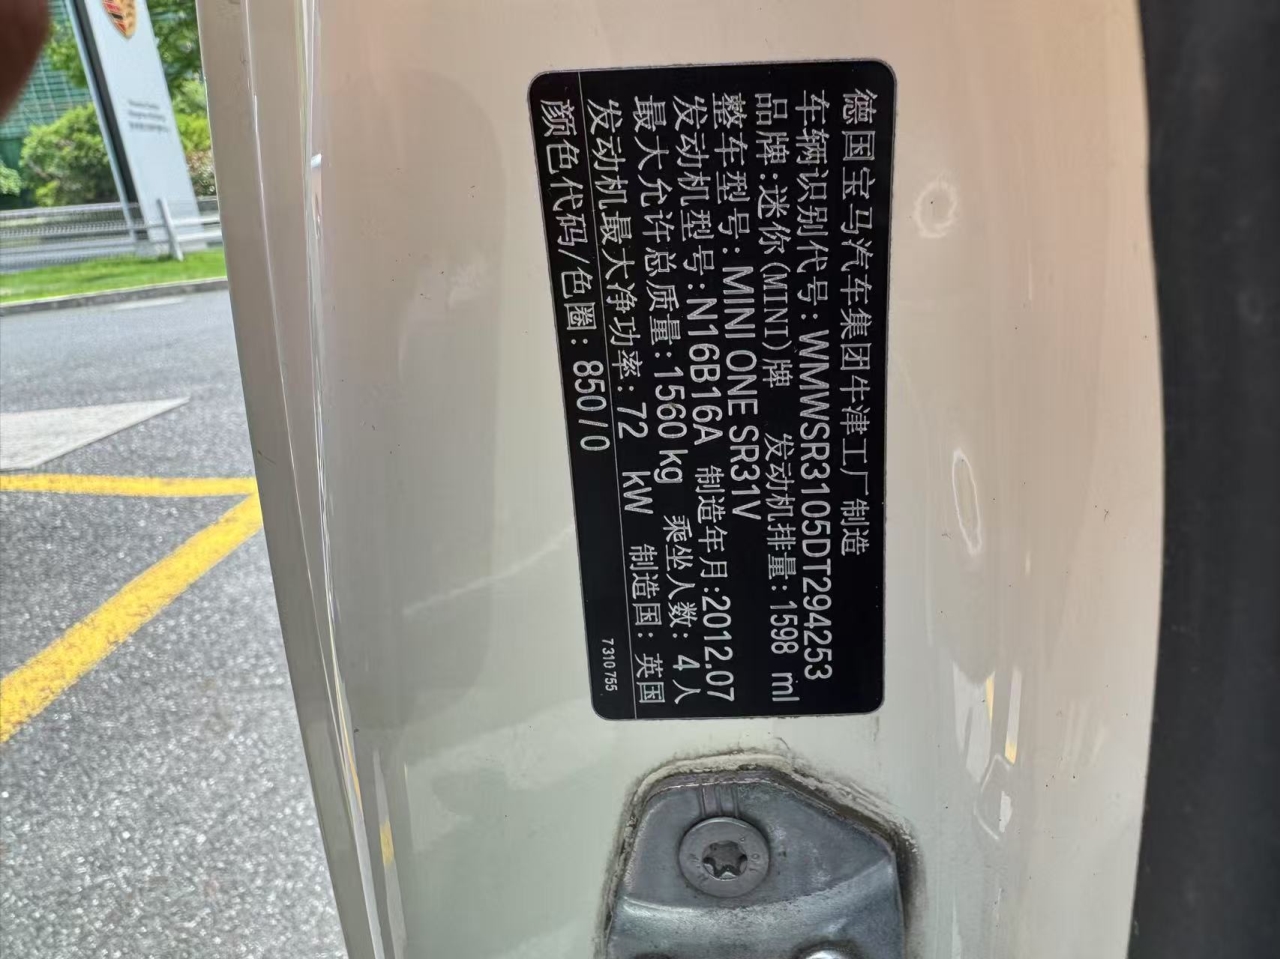 德国宝马汽车集团牛津工厂制造
车辆识别代号: WMWSR3105DT294253
品牌:迷你(MINI)牌 发动机排量: 1598 ml
整车型号: MINI ONE SR31V
发动机型号: N16B16A 制造年月:2012.07
最大允许总质量: 1560 kg 乘坐人数: 4 人
发动机最大净功率: 72 kW 制造国: 英国
颜色代码/色圈: 850/0
7310755